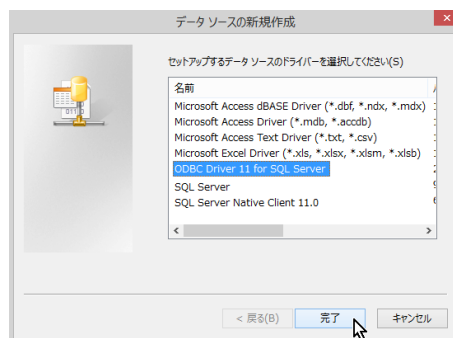 データ ソースの新規作成
セットアップするデータ ソースのドライバーを選択してください(S)
名前
Microsoft Access dBASE Driver (*.dbf, *.ndx, *.mdx)
Microsoft Access Driver (*.mdb, *.accdb)
Microsoft Access Text Driver (*.txt, *.csv)
Microsoft Excel Driver (*.xls, *.xlsx, *.xlsm, *.xlsb)
ODBC Driver 11 for SQL Server
SQL Server
SQL Server Native Client 11.0
< 戻る(B) 完了 キャンセル